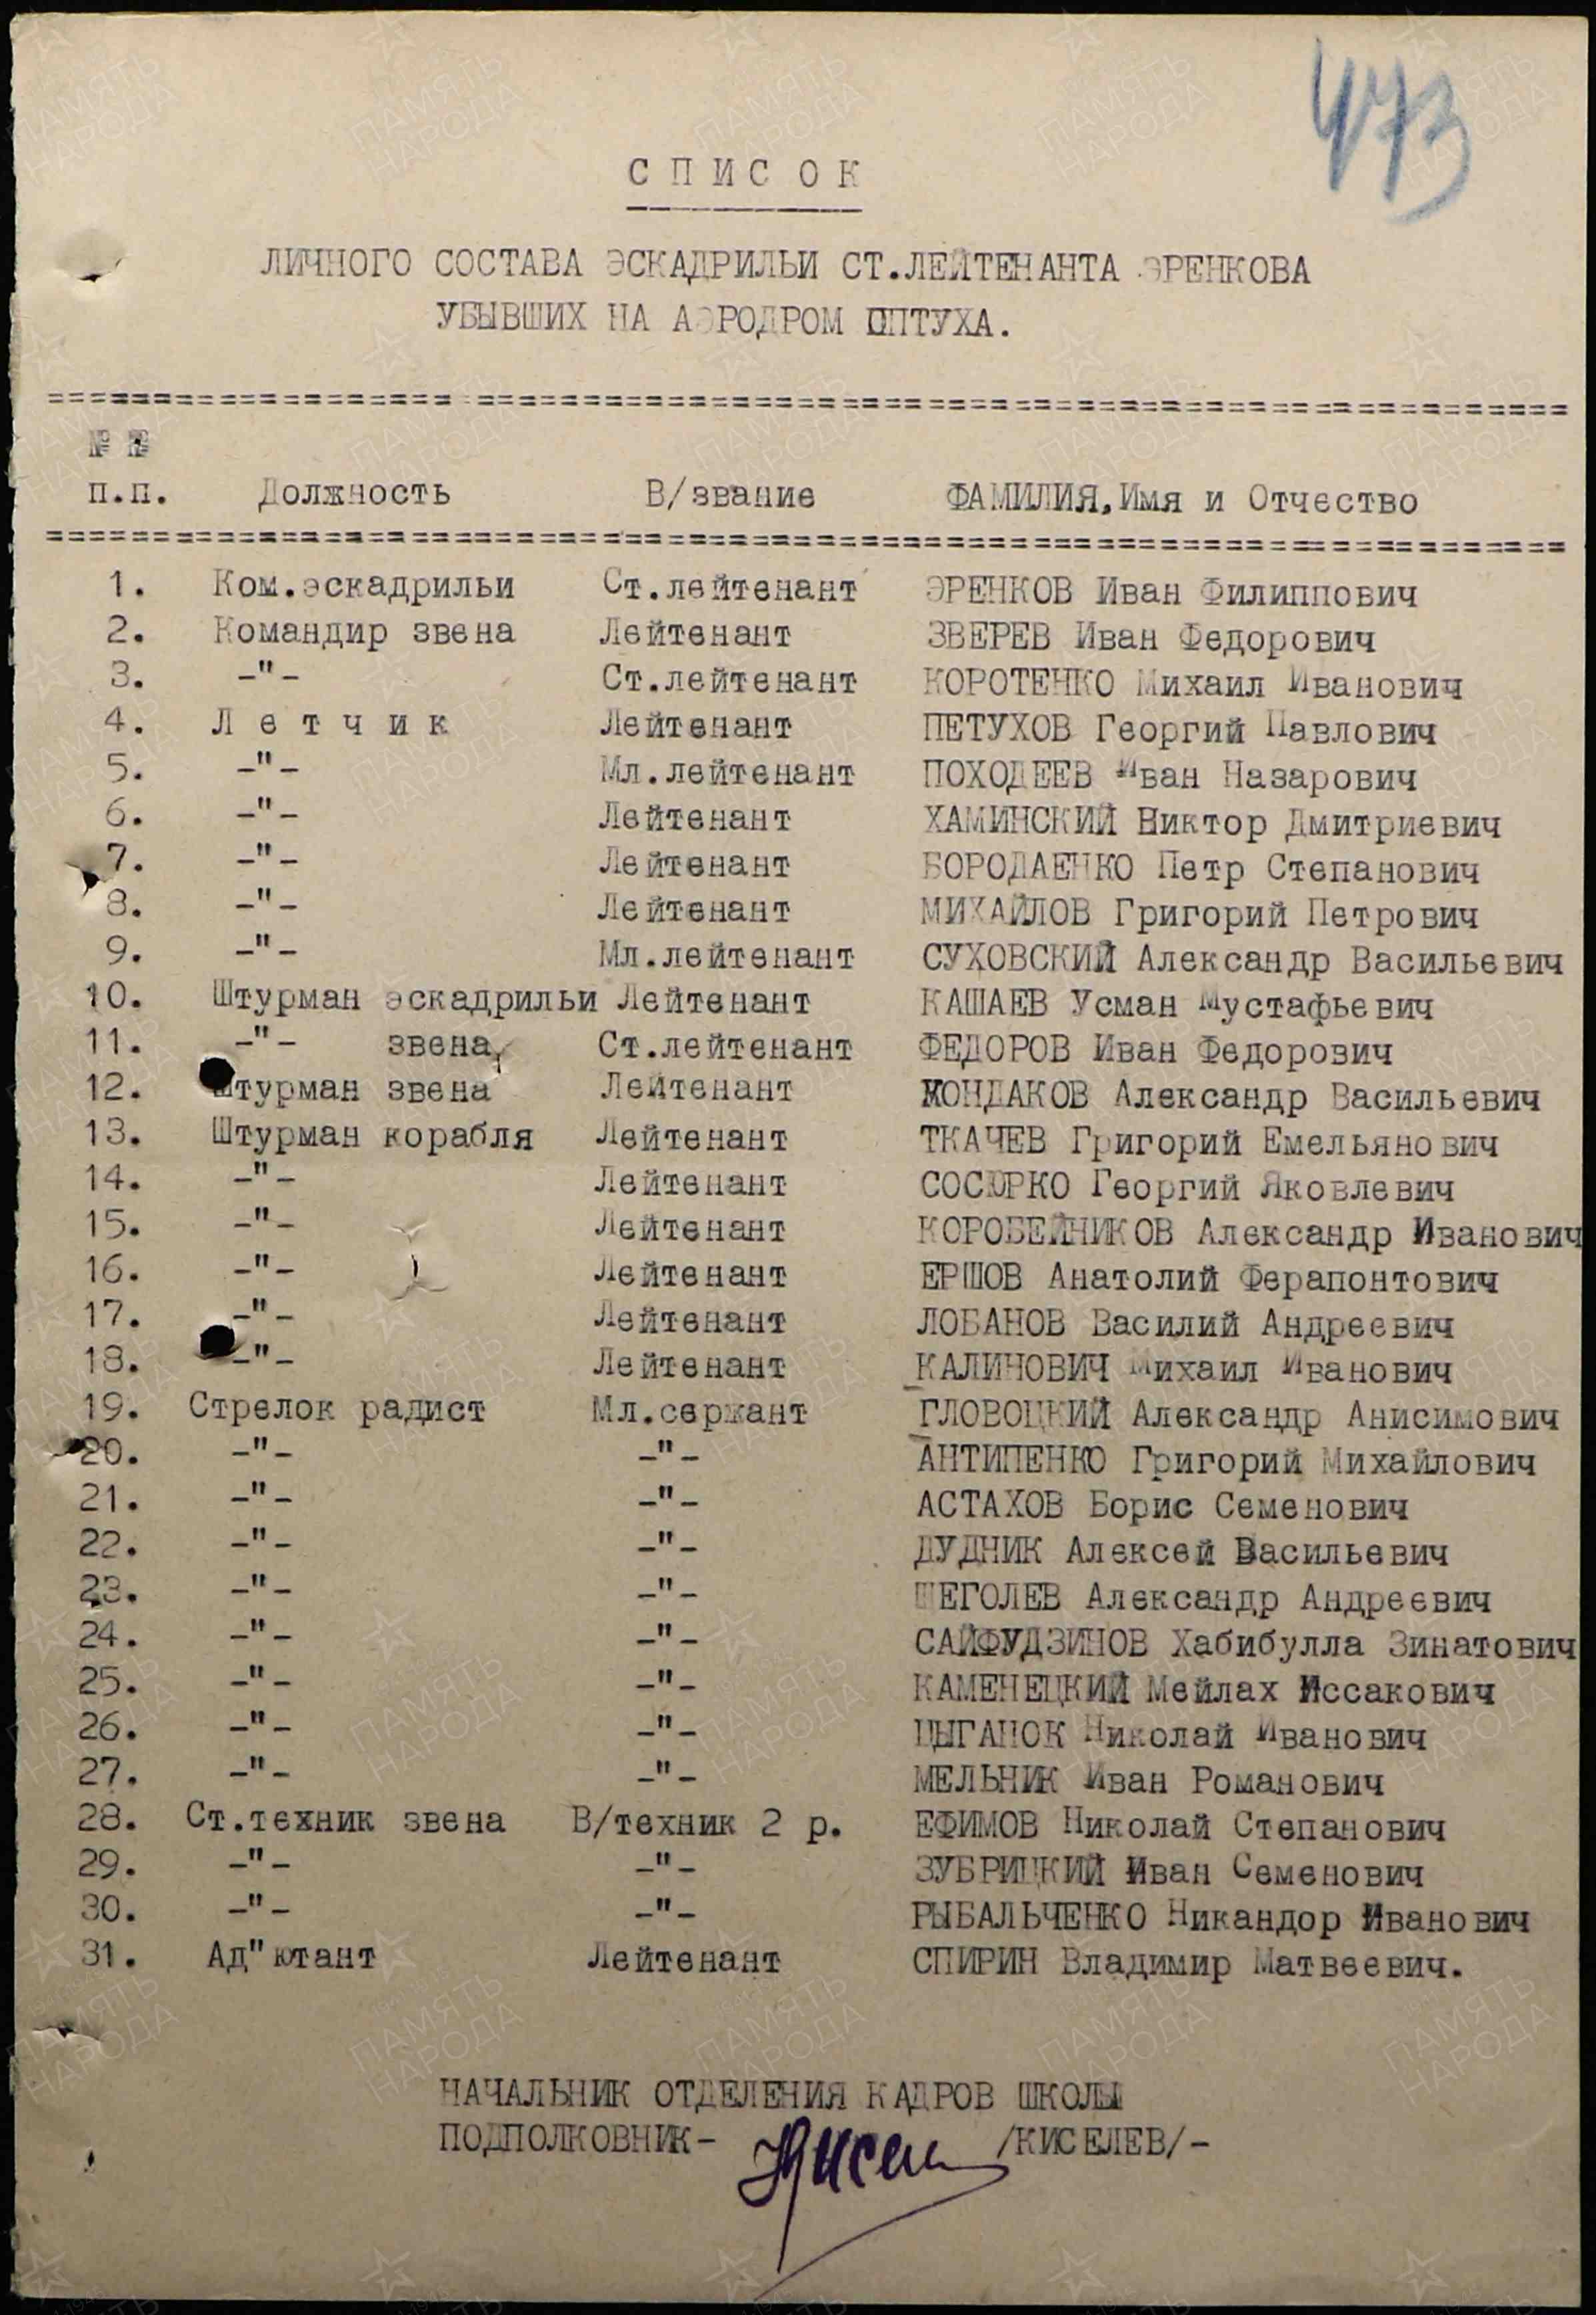 473
С П И С О К
ЛИЧНОГО СОСТАВА ЭСКАДРИЛЬИ СТ.ЛЕЙТЕНАНТА ЭРЕНКОВА
УБЫВШИХ НА АЭРОДРОМ ОПТУХА.
№ №
п.п. Должность В/звание ФАМИЛИЯ,Имя и Отчество
1. Ком.эскадрильи Ст.лейтенант ЭРЕНКОВ Иван Филиппович
2. Командир звена Лейтенант ЗВЕРЕВ Иван Федорович
3. -"- Ст.лейтенант КОРОТЕНКО Михаил Иванович
4. Л е т ч и к Лейтенант ПЕТУХОВ Георгий Павлович
5. -"- Мл.лейтенант ПОХОДЕЕВ Иван Назарович
6. -"- Лейтенант ХАМИНСКИЙ Виктор Дмитриевич
7. -"- Лейтенант БОРОДАЕНКО Петр Степанович
8. -"- Лейтенант МИХАЙЛОВ Григорий Петрович
9. -"- Мл.лейтенант СУХОВСКИЙ Александр Васильевич
10. Штурман эскадрильи Лейтенант КАШАЕВ Усман Мустафьевич
11. -"- звена Ст.лейтенант ФЕДОРОВ Иван Федорович
12. Штурман звена Лейтенант КОНДАКОВ Александр Васильевич
13. Штурман корабля Лейтенант ТКАЧЕВ Григорий Емельянович
14. -"- Лейтенант СОСЮРКО Георгий Яковлевич
15. -"- Лейтенант КОРОБЕЙНИКОВ Александр Иванович
16. -"- Лейтенант ЕРШОВ Анатолий Ферапонтович
17. -"- Лейтенант ЛОБАНОВ Василий Андреевич
18. -"- Лейтенант КАЛИНОВИЧ Михаил Иванович
19. Стрелок радист Мл.сержант ГЛОВОЦКИЙ Александр Анисимович
20. -"- -"- АНТИПЕНКО Григорий Михайлович
21. -"- -"- АСТАХОВ Борис Семенович
22. -"- -"- ДУДНИК Алексей Васильевич
23. -"- -"- ШЕГОЛЕВ Александр Андреевич
24. -"- -"- САЙФУДЗИНОВ Хабибулла Зинатович
25. -"- -"- КАМЕНЕЦКИЙ Мейлах Иссакович
26. -"- -"- ЦЫГАНОК Николай Иванович
27. -"- -"- МЕЛЬНИК Иван Романович
28. Ст.техник звена В/техник 2 р. ЕФИМОВ Николай Степанович
29. -"- -"- ЗУБРИЦКИЙ Иван Семенович
30. -"- -"- РЫБАЛЬЧЕНКО Никандор Иванович
31. Ад"ютант Лейтенант СПИРИН Владимир Матвеевич.
НАЧАЛЬНИК ОТДЕЛЕНИЯ КАДРОВ ШКОЛЫ
ПОДПОЛКОВНИК- /КИСЕЛЕВ/-